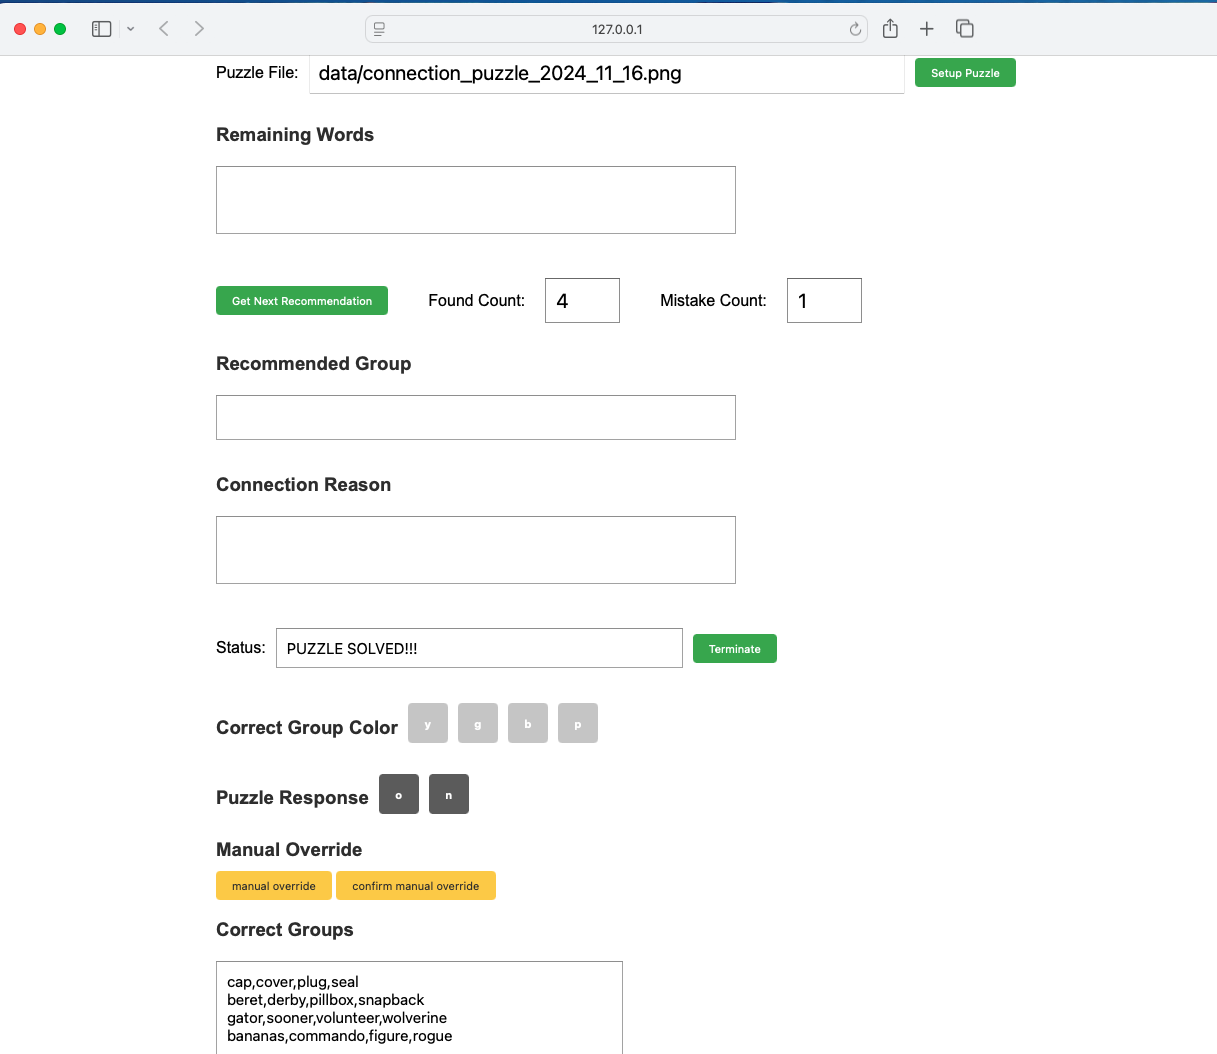 127.0.0.1
Puzzle File: data/connection_puzzle_2024_11_16.png Setup Puzzle
Remaining Words
Get Next Recommendation Found Count: 4 Mistake Count: 1
Recommended Group
Connection Reason
Status: PUZZLE SOLVED!!! Terminate
Correct Group Color y g b p
Puzzle Response o n
Manual Override
manual override confirm manual override
Correct Groups
cap,cover,plug,seal
beret,derby,pillbox,snapback
gator,sooner,volunteer,wolverine
bananas,commando,figure,rogue